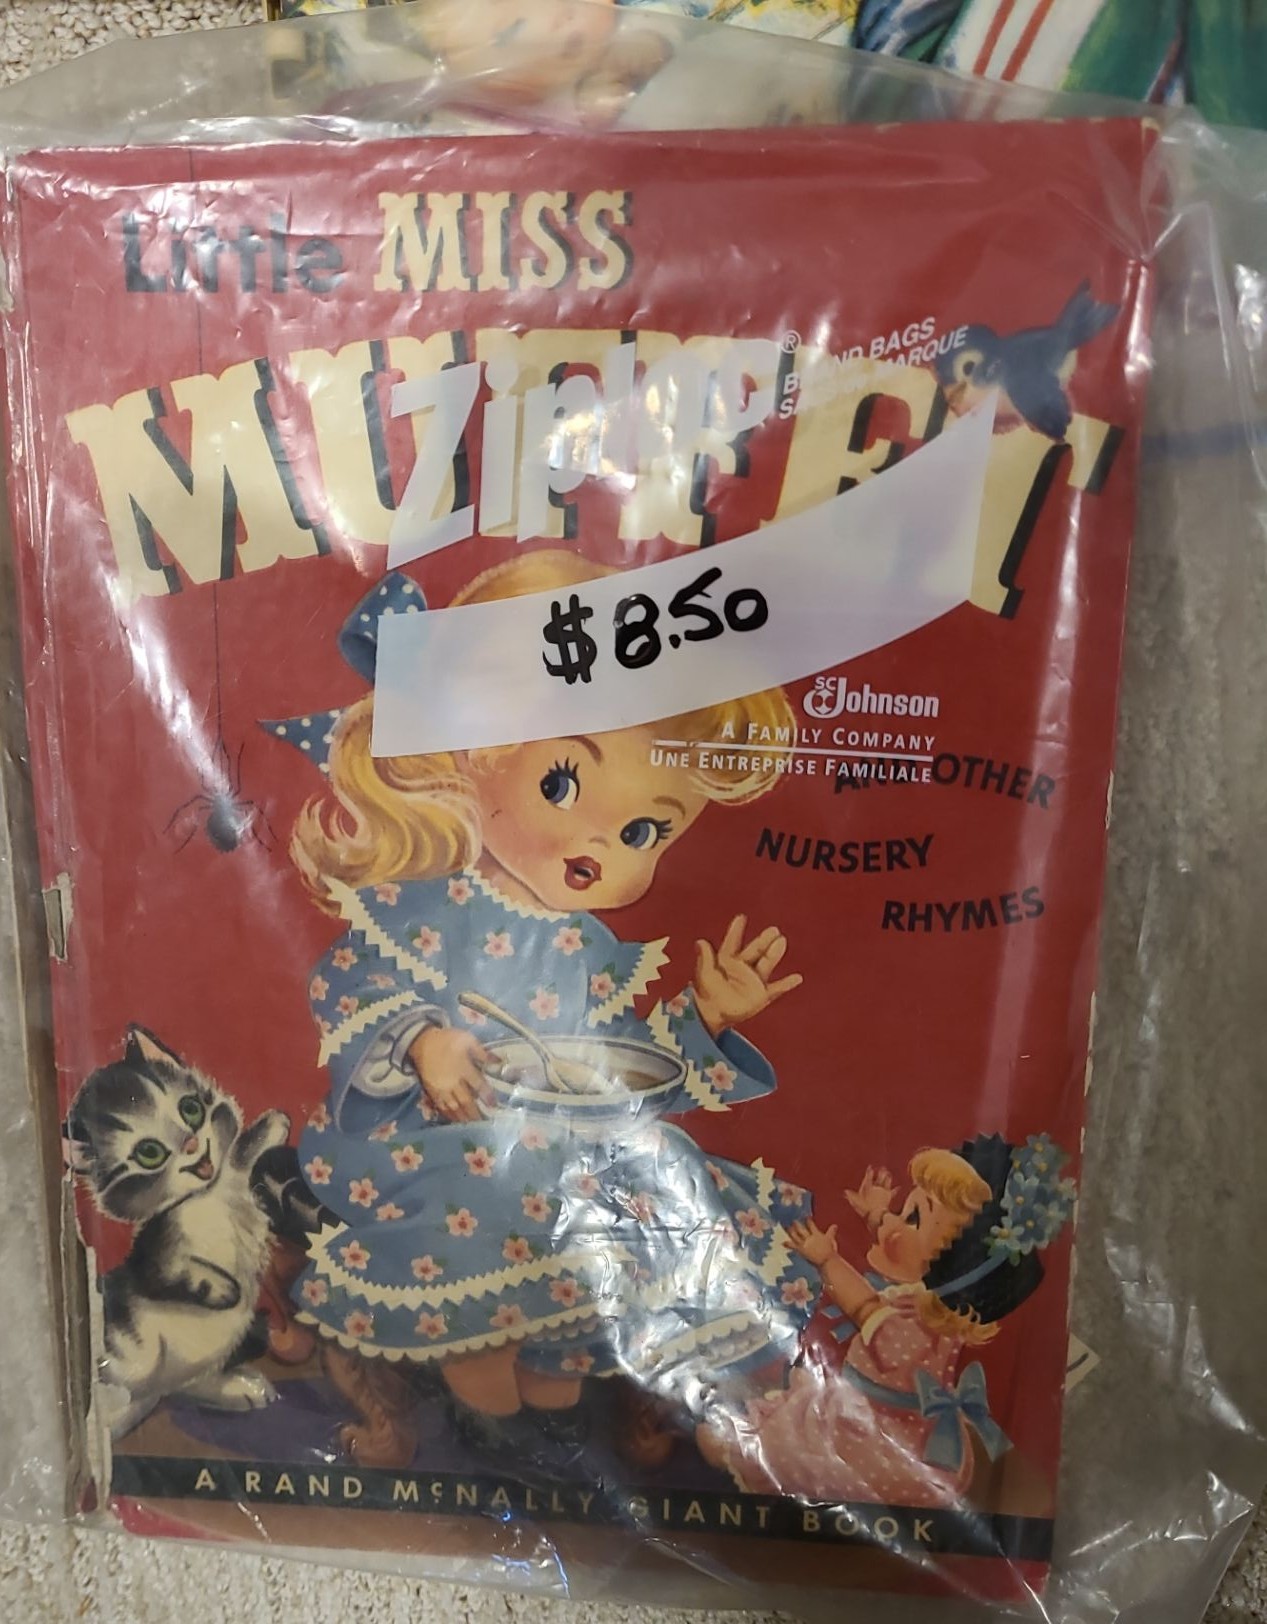 Little MISS
MUFFET
Ziploc®
BRAND BAGS
$8.50
SC Johnson
A FAMILY COMPANY
UNE ENTREPRISE FAMILIALE
AND OTHER
NURSERY
RHYMES
A RAND McNALLY GIANT BOOK